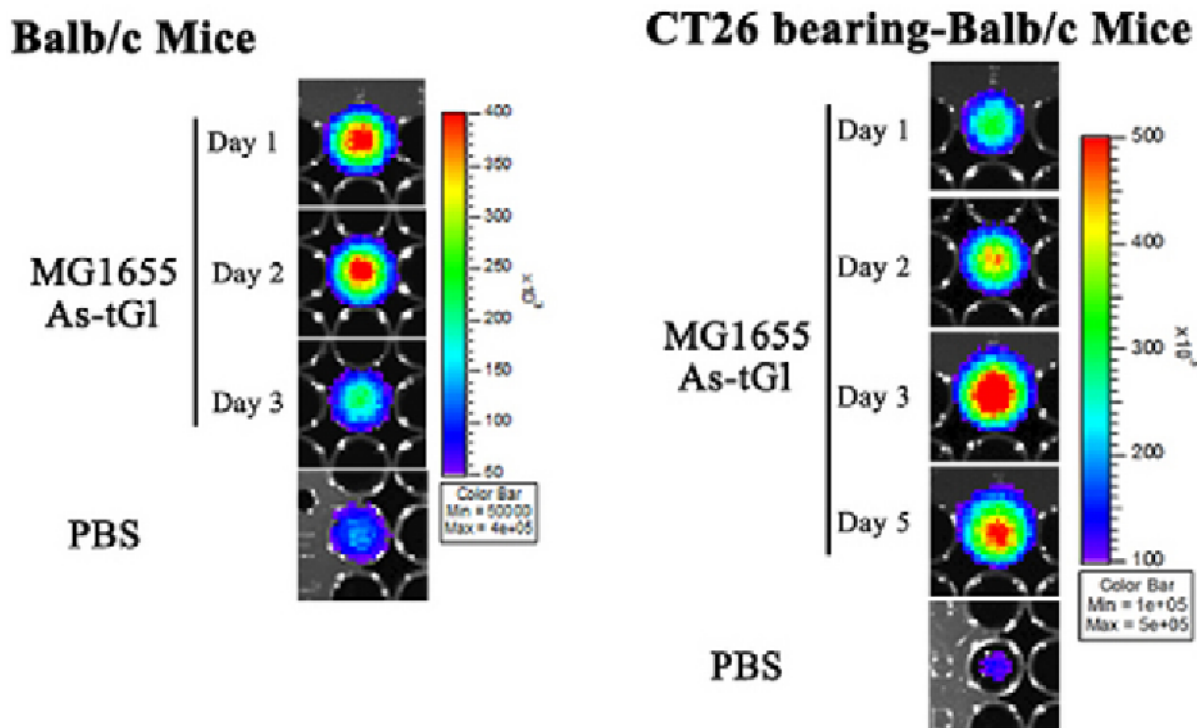 Balb/c Mice
Day 1
Day 2
MG1655
As-tGl
Day 3
PBS
400
350
300
250
200
150
100
50
Color Bar
Min = 50000
Max = 4e+05
CT26 bearing-Balb/c Mice
Day 1
Day 2
MG1655
As-tGl
Day 3
Day 5
PBS
500
400
300
200
100
Color Bar
Min = 1e+05
Max = 5e+05